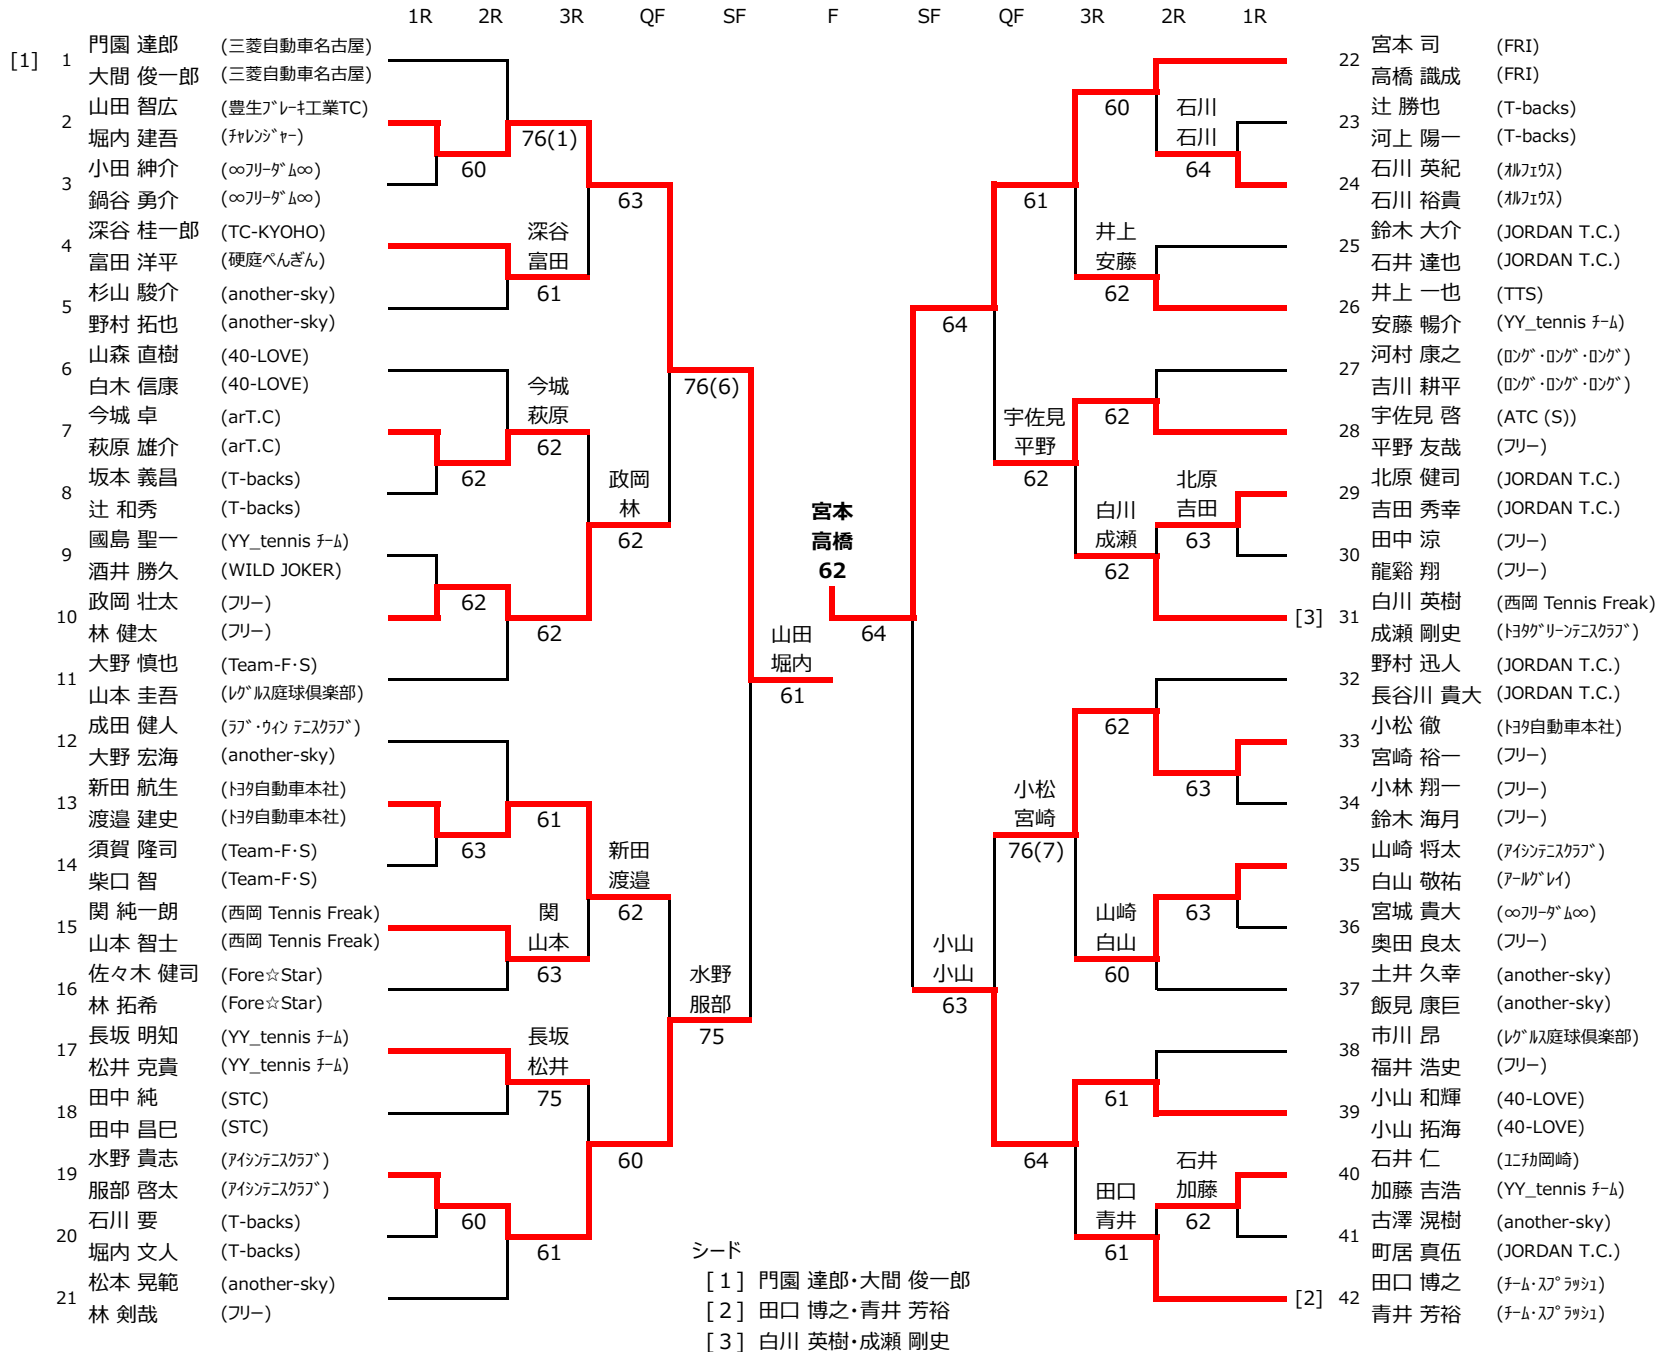 1R 2R 3R QF SF F SF QF 3R 2R 1R
[1] 1 門園 達郎 (三菱自動車名古屋)
大間 俊一郎 (三菱自動車名古屋)
2 山田 智広 (豊生ﾌﾞﾚｰｷ工業TC)
堀内 建吾 (ﾁｬﾚﾝｼﾞｬｰ)
3 小田 紳介 (∞ﾌﾘｰﾀﾞﾑ∞)
鍋谷 勇介 (∞ﾌﾘｰﾀﾞﾑ∞)
4 深谷 桂一郎 (TC-KYOHO)
富田 洋平 (硬庭ぺんぎん)
5 杉山 駿介 (another-sky)
野村 拓也 (another-sky)
6 山森 直樹 (40-LOVE)
白木 信康 (40-LOVE)
7 今城 卓 (arT.C)
萩原 雄介 (arT.C)
8 坂本 義昌 (T-backs)
辻 和秀 (T-backs)
9 國島 聖一 (YY_tennis ﾁｰﾑ)
酒井 勝久 (WILD JOKER)
10 政岡 壮太 (フリー)
林 健太 (フリー)
11 大野 慎也 (Team-F･S)
山本 圭吾 (ﾚｸﾞﾙｽ庭球倶楽部)
12 成田 健人 (ﾗﾌﾞ･ｳｨﾝ ﾃﾆｽｸﾗﾌﾞ)
大野 宏海 (another-sky)
13 新田 航生 (ﾄﾖﾀ自動車本社)
渡邉 建史 (ﾄﾖﾀ自動車本社)
14 須賀 隆司 (Team-F･S)
柴口 智 (Team-F･S)
15 関 純一朗 (西岡 Tennis Freak)
山本 智士 (西岡 Tennis Freak)
16 佐々木 健司 (Fore☆Star)
林 拓希 (Fore☆Star)
17 長坂 明知 (YY_tennis ﾁｰﾑ)
松井 克貴 (YY_tennis ﾁｰﾑ)
18 田中 純 (STC)
田中 昌巳 (STC)
19 水野 貴志 (ｱｲｼﾝﾃﾆｽｸﾗﾌﾞ)
服部 啓太 (ｱｲｼﾝﾃﾆｽｸﾗﾌﾞ)
20 石川 要 (T-backs)
堀内 文人 (T-backs)
21 松本 晃範 (another-sky)
林 剣哉 (フリー)
60
62
62
63
60
76(1)
深谷
富田
61
今城
萩原
62
62
61
関
山本
63
長坂
松井
75
61
63
政岡
林
62
新田
渡邉
62
60
76(6)
水野
服部
75
山田
堀内
61
宮本
高橋
62
64
64
小山
小山
63
61
宇佐見
平野
62
小松
宮崎
76(7)
64
60
井上
安藤
62
62
白川
成瀬
62
62
山崎
白山
60
61
田口
青井
61
石川
石川
64
北原
吉田
63
63
63
石井
加藤
62
22 宮本 司 (FRI)
高橋 識成 (FRI)
23 辻 勝也 (T-backs)
河上 陽一 (T-backs)
24 石川 英紀 (ｵﾙﾌｪｳｽ)
石川 裕貴 (ｵﾙﾌｪｳｽ)
25 鈴木 大介 (JORDAN T.C.)
石井 達也 (JORDAN T.C.)
26 井上 一也 (TTS)
安藤 暢介 (YY_tennis ﾁｰﾑ)
27 河村 康之 (ﾛﾝｸﾞ･ﾛﾝｸﾞ･ﾛﾝｸﾞ)
吉川 耕平 (ﾛﾝｸﾞ･ﾛﾝｸﾞ･ﾛﾝｸﾞ)
28 宇佐見 啓 (ATC (S))
平野 友哉 (フリー)
29 北原 健司 (JORDAN T.C.)
吉田 秀幸 (JORDAN T.C.)
30 田中 涼 (フリー)
龍谿 翔 (フリー)
[3] 31 白川 英樹 (西岡 Tennis Freak)
成瀬 剛史 (ﾄﾖﾀｸﾞﾘｰﾝﾃﾆｽｸﾗﾌﾞ)
32 野村 迅人 (JORDAN T.C.)
長谷川 貴大 (JORDAN T.C.)
33 小松 徹 (ﾄﾖﾀ自動車本社)
宮崎 裕一 (フリー)
34 小林 翔一 (フリー)
鈴木 海月 (フリー)
35 山崎 将太 (ｱｲｼﾝﾃﾆｽｸﾗﾌﾞ)
白山 敬祐 (ｱｰﾙｸﾞﾚｲ)
36 宮城 貴大 (∞ﾌﾘｰﾀﾞﾑ∞)
奥田 良太 (フリー)
37 土井 久幸 (another-sky)
飯見 康巨 (another-sky)
38 市川 昂 (ﾚｸﾞﾙｽ庭球倶楽部)
福井 浩史 (フリー)
39 小山 和輝 (40-LOVE)
小山 拓海 (40-LOVE)
40 石井 仁 (ﾕﾆﾁｶ岡崎)
加藤 吉浩 (YY_tennis ﾁｰﾑ)
41 古澤 滉樹 (another-sky)
町居 真伍 (JORDAN T.C.)
[2] 42 田口 博之 (ﾁｰﾑ･ｽﾌﾟﾗｯｼｭ)
青井 芳裕 (ﾁｰﾑ･ｽﾌﾟﾗｯｼｭ)
シード
[1] 門園 達郎・大間 俊一郎
[2] 田口 博之・青井 芳裕
[3] 白川 英樹・成瀬 剛史